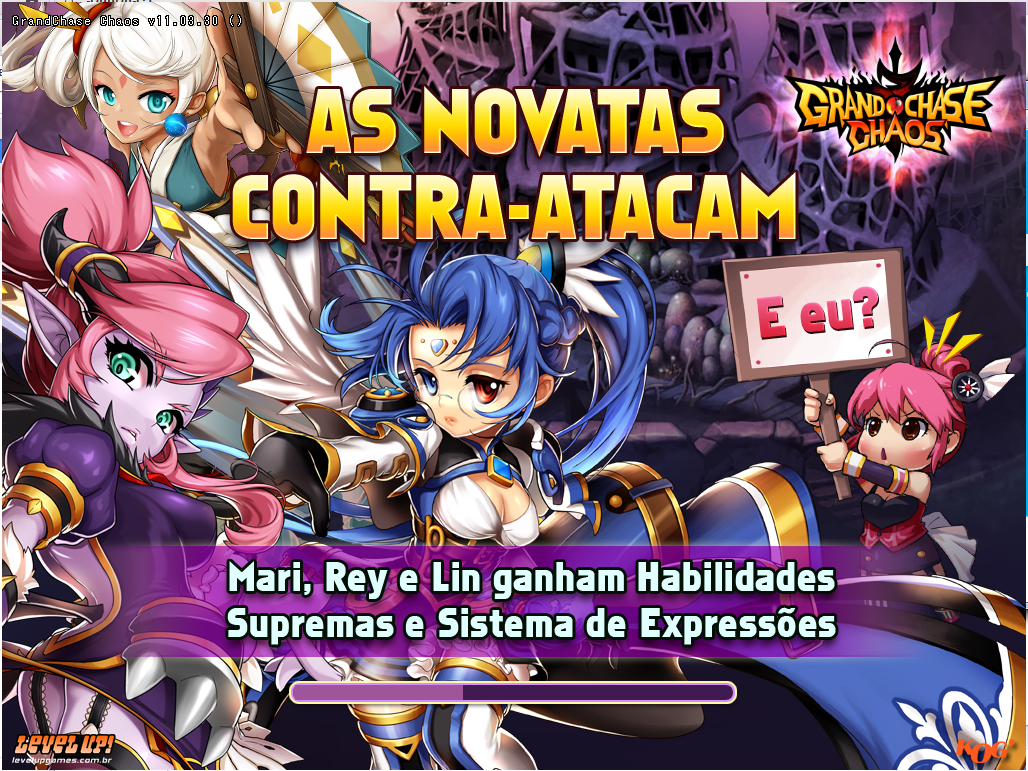 GrandChase Chaos v11.03.30 ()
GRAND CHASE
CHAOS
AS NOVATAS
CONTRA-ATACAM
E eu?
Mari, Rey e Lin ganham Habilidades
Supremas e Sistema de Expressões
LEVEL UP!
levelupgames.com.br
KOG